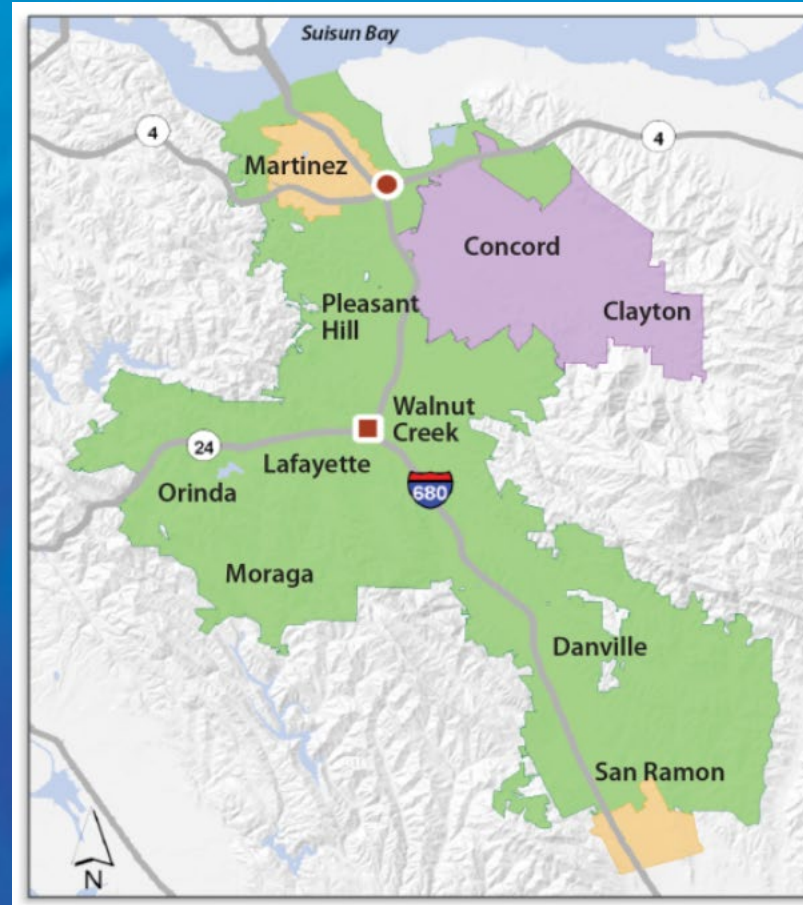 Suisun Bay
4
4
Martinez
Concord
Pleasant
Hill
Clayton
Walnut
Creek
24
Lafayette
680
Orinda
Moraga
Danville
San Ramon
N